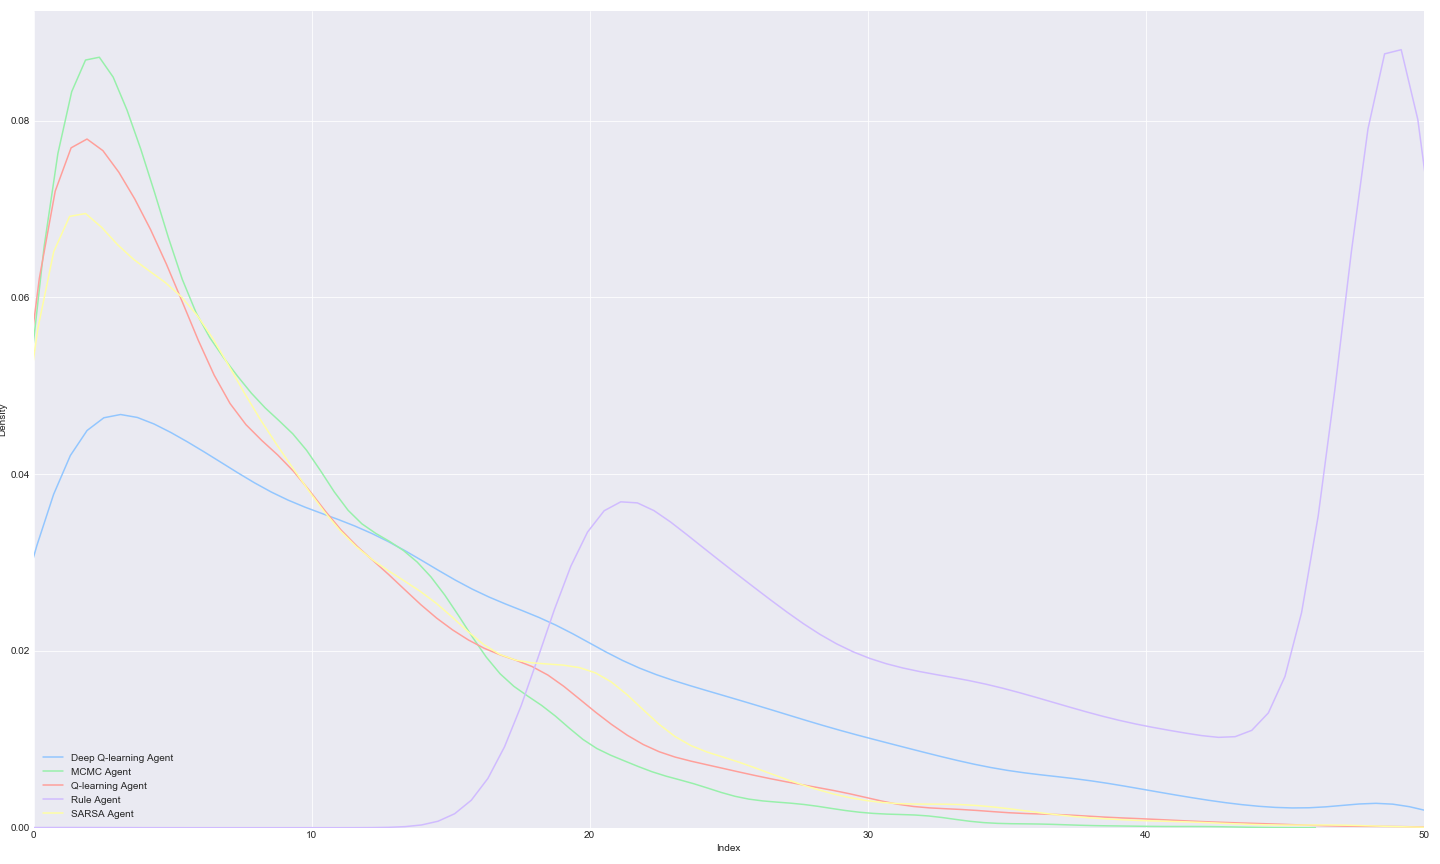 0.08
0.06
Density
0.04
0.02
Deep Q-learning Agent
MCMC Agent
Q-learning Agent
Rule Agent
SARSA Agent
0.00
0 10 20 30 40 50
Index